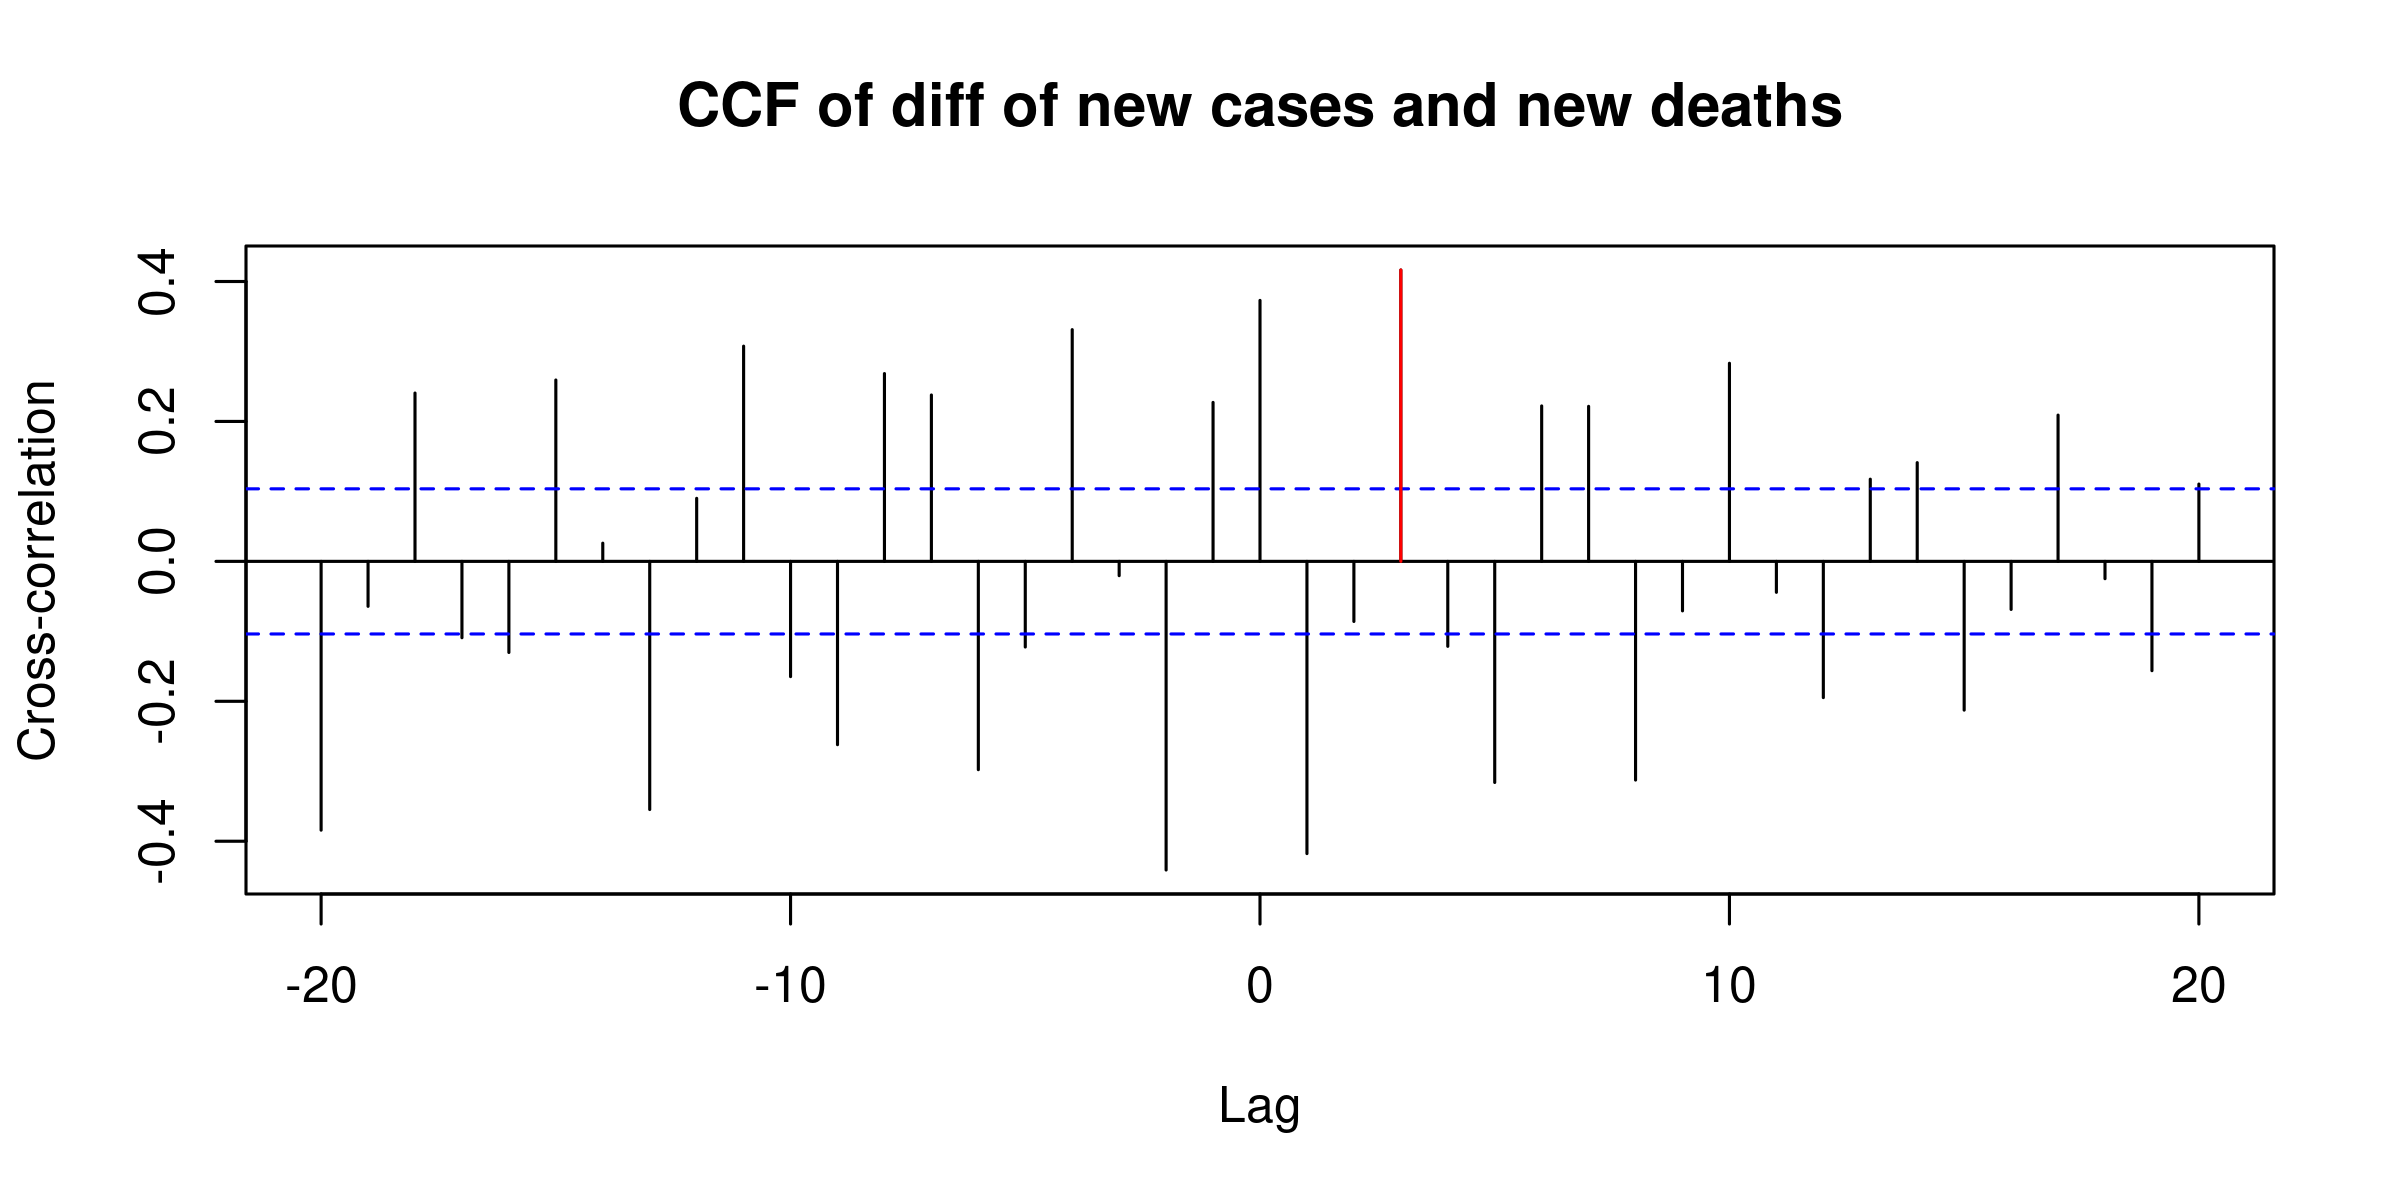 CCF of diff of new cases and new deaths
Cross-correlation
0.4
0.2
0.0
-0.2
-0.4
-20 -10 0 10 20
Lag